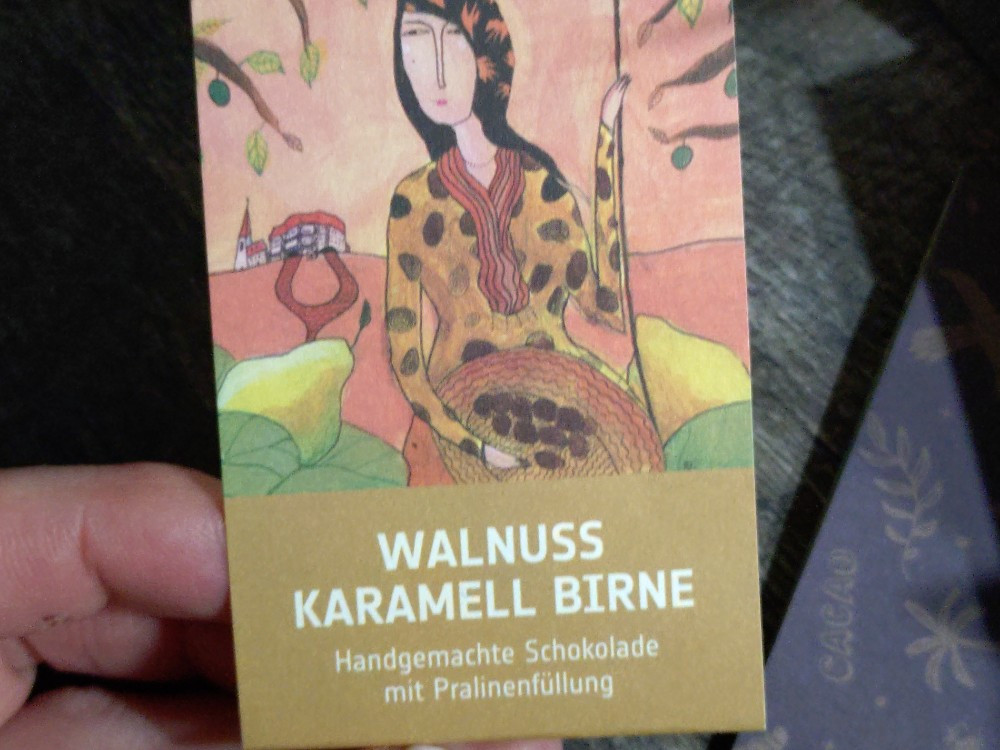 WALNUSS
KARAMELL BIRNE
Handgemachte Schokolade
mit Pralinenfüllung
CACAO